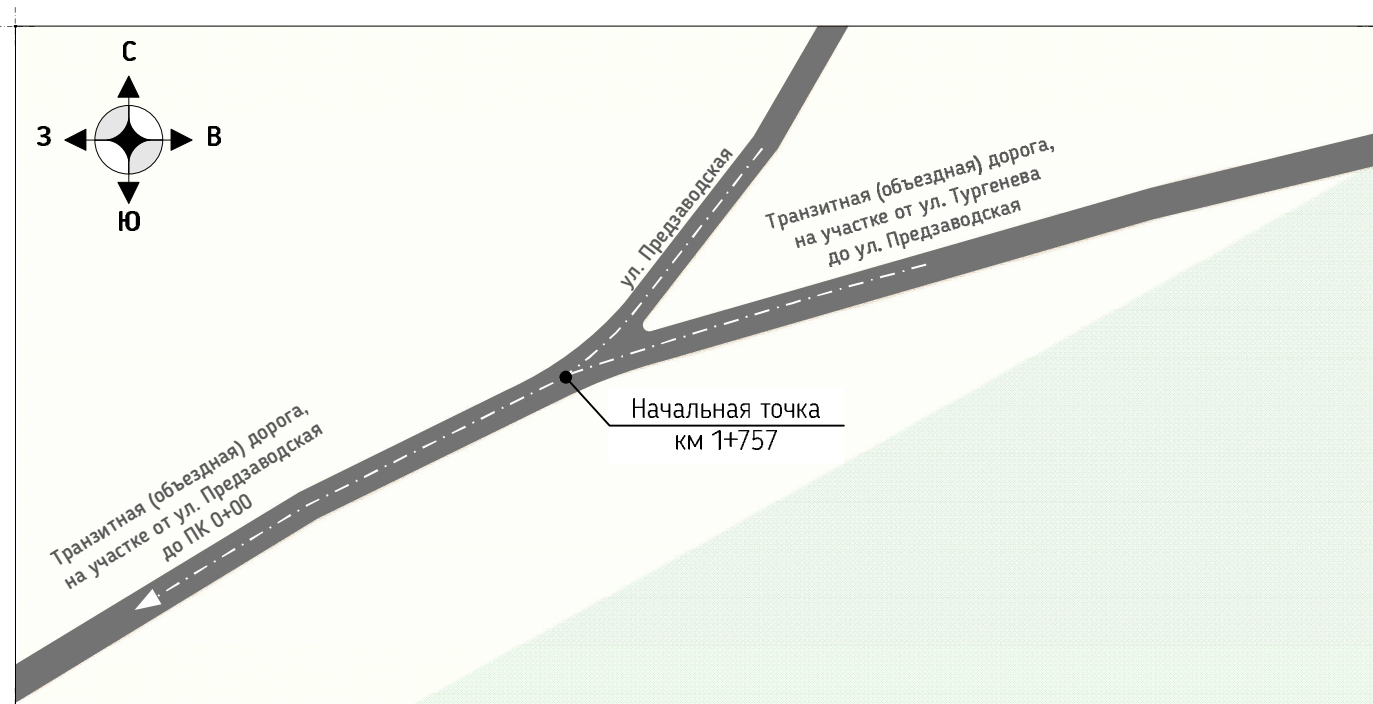 С
З
В
Ю
ул. Предзаводская
Транзитная (объездная) дорога,
на участке от ул. Тургенева
до ул. Предзаводская
Начальная точка
км 1+757
Транзитная (объездная) дорога,
на участке от ул. Предзаводская
до ПК 0+00